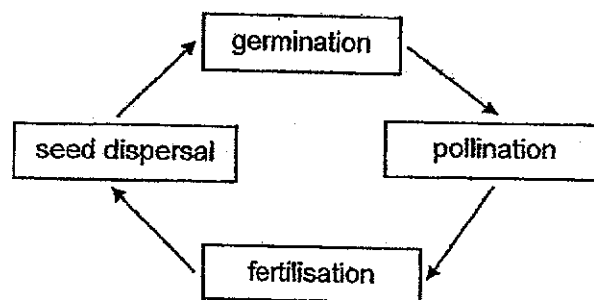 germination
seed dispersal
pollination
fertilisation